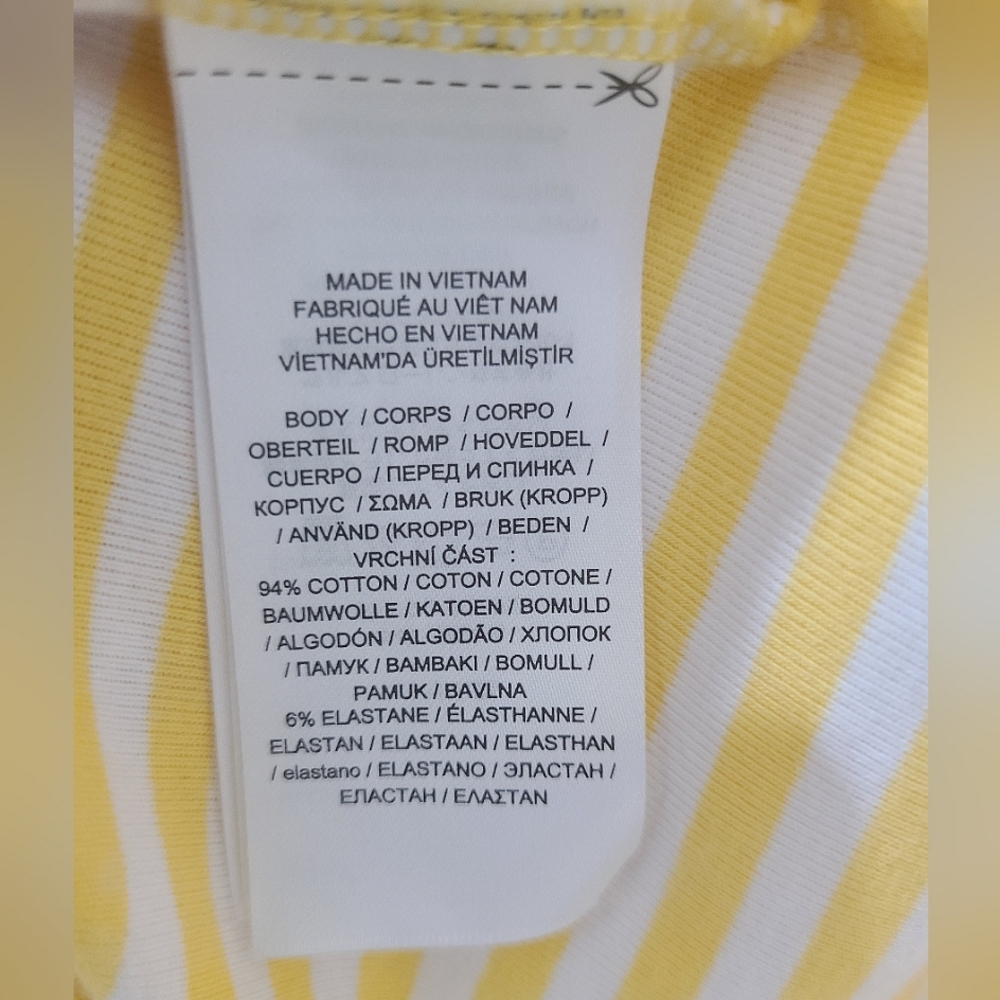 MADE IN VIETNAM
FABRIQUÉ AU VIÊT NAM
HECHO EN VIETNAM
VİETNAM'DA ÜRETİLMİŞTİR
BODY / CORPS / CORPO /
OBERTEIL / ROMP / HOVEDDEL /
CUERPO / ПЕРЕД И СПИНКА /
КОРПУС / ΣΩΜΑ / BRUK (KROPP)
/ ANVÄND (KROPP) / BEDEN /
VRCHNÍ ČÁST :
94% COTTON / COTON / COTONE /
BAUMWOLLE / KATOEN / BOMULD
/ ALGODÓN / ALGODÃO / ХЛОПОК
/ ПАМУК / ΒΑΜΒΑΚΙ / BOMULL /
PAMUK / BAVLNA
6% ELASTANE / ÉLASTHANNE /
ELASTAN / ELASTAAN / ELASTHAN
/ elastano / ELASTANO / ЭЛАСТАН /
ЕЛАСТАН / ΕΛΑΣΤΑΝ